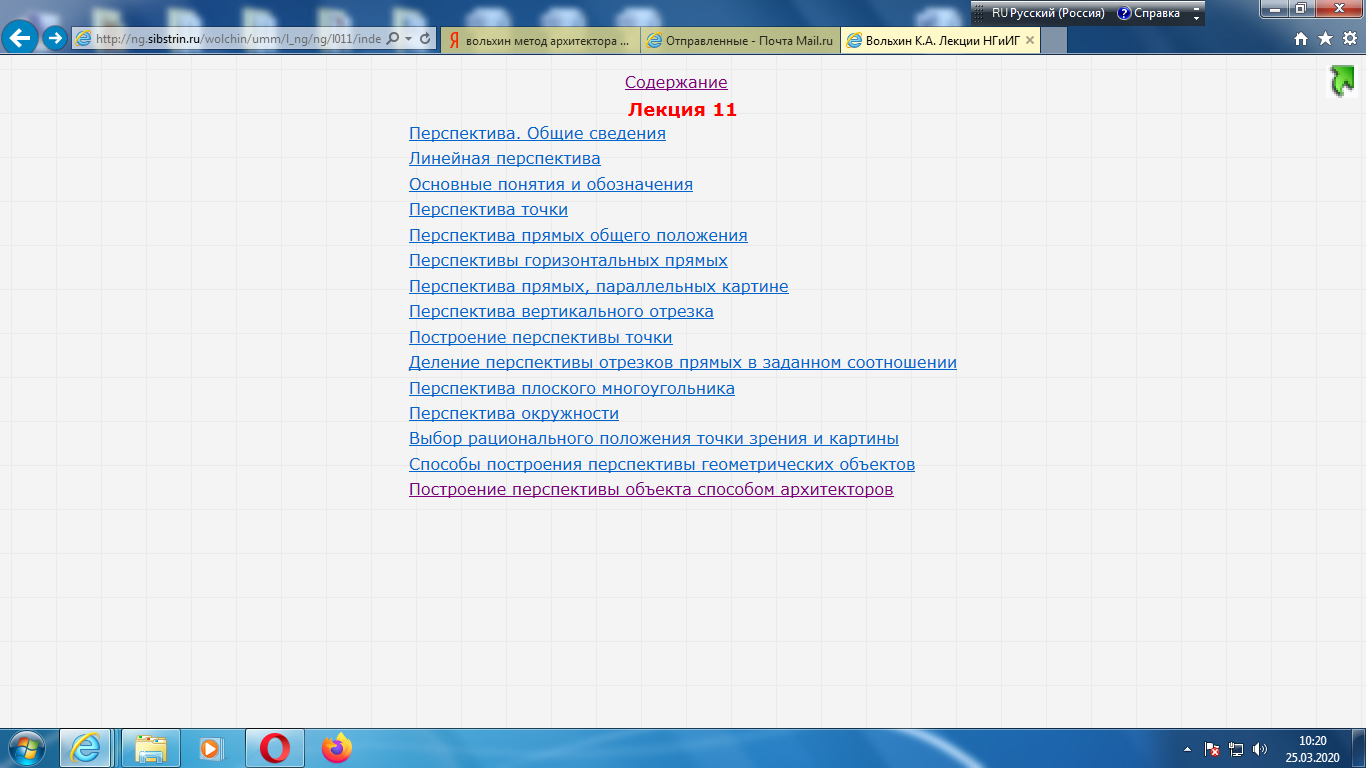 RU Русский (Россия) Справка
http://ng.sibstrin.ru/wolchin/umm/l_ng/ng/l011/inde
вольхин метод архитектора ...
Отправленные - Почта Mail.ru
Вольхин К.А. Лекции НГиИГ
Содержание
Лекция 11
Перспектива. Общие сведения
Линейная перспектива
Основные понятия и обозначения
Перспектива точки
Перспектива прямых общего положения
Перспективы горизонтальных прямых
Перспектива прямых, параллельных картине
Перспектива вертикального отрезка
Построение перспективы точки
Деление перспективы отрезков прямых в заданном соотношении
Перспектива плоского многоугольника
Перспектива окружности
Выбор рационального положения точки зрения и картины
Способы построения перспективы геометрических объектов
Построение перспективы объекта способом архитекторов
10:20
25.03.2020